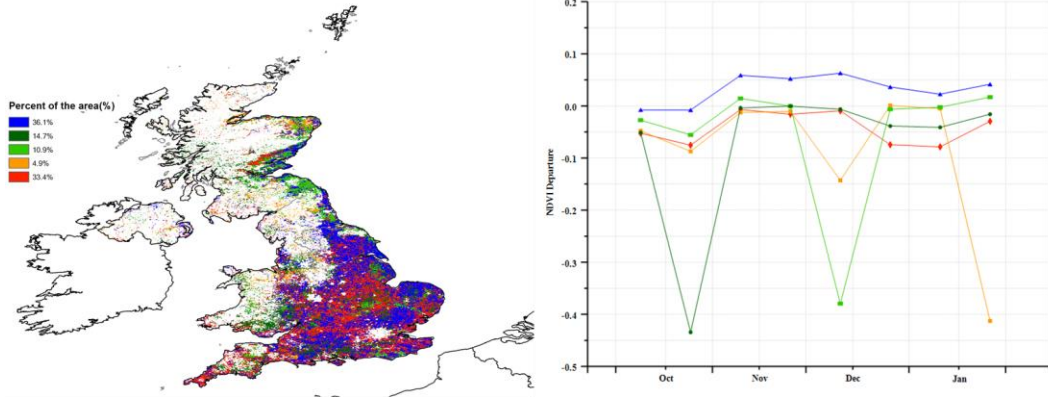 Percent of the area(%)
36.1%
14.7%
10.9%
4.9%
33.4%
NDVI Departure
0.2
0.1
0.0
-0.1
-0.2
-0.3
-0.4
-0.5
Oct
Nov
Dec
Jan